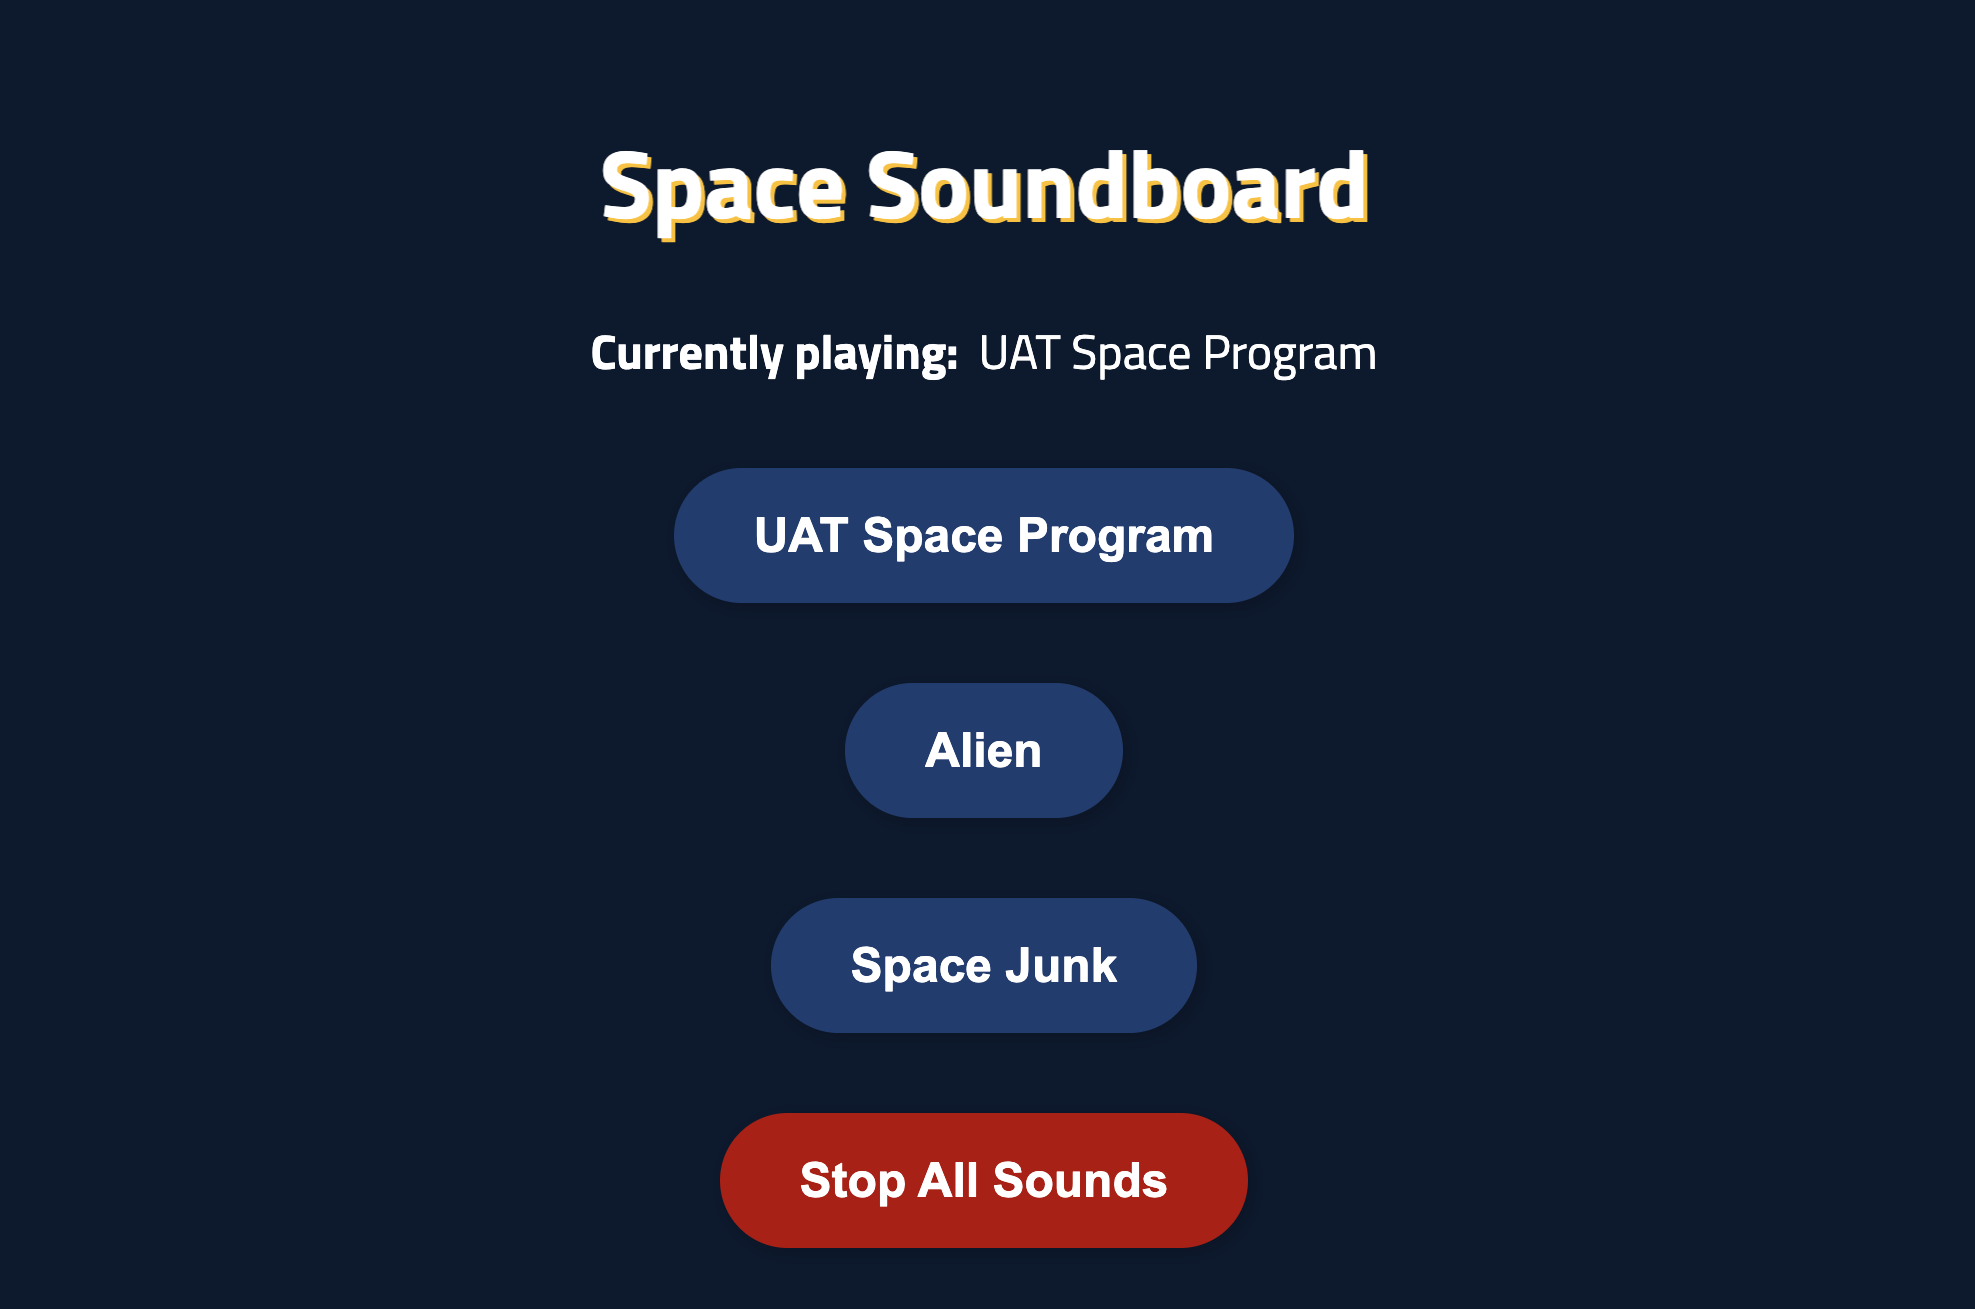 Space Soundboard
Currently playing: UAT Space Program
UAT Space Program
Alien
Space Junk
Stop All Sounds